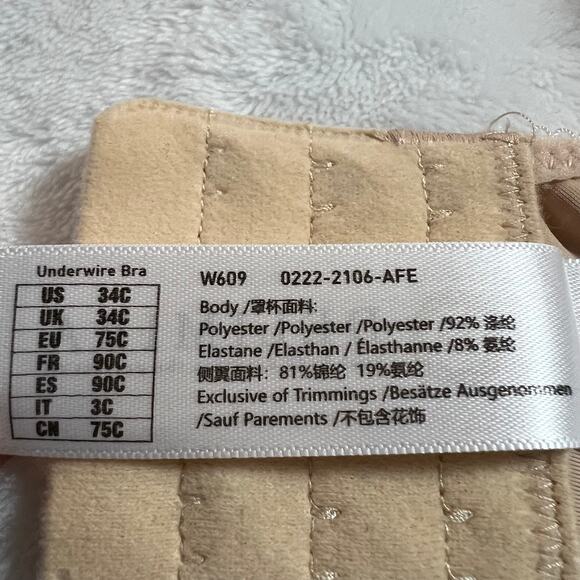 Underwire Bra
US 34C
UK 34C
EU 75C
FR 90C
ES 90C
IT 3C
CN 75C
W609 0222-2106-AFE
Body /罩杯面料:
Polyester /Polyester /Polyester /92% 涤纶
Elastane /Elasthan / Élasthanne /8% 氨纶
侧翼面料: 81%锦纶 19%氨纶
Exclusive of Trimmings /Besätze Ausgenommen
/Sauf Parements /不包含花饰